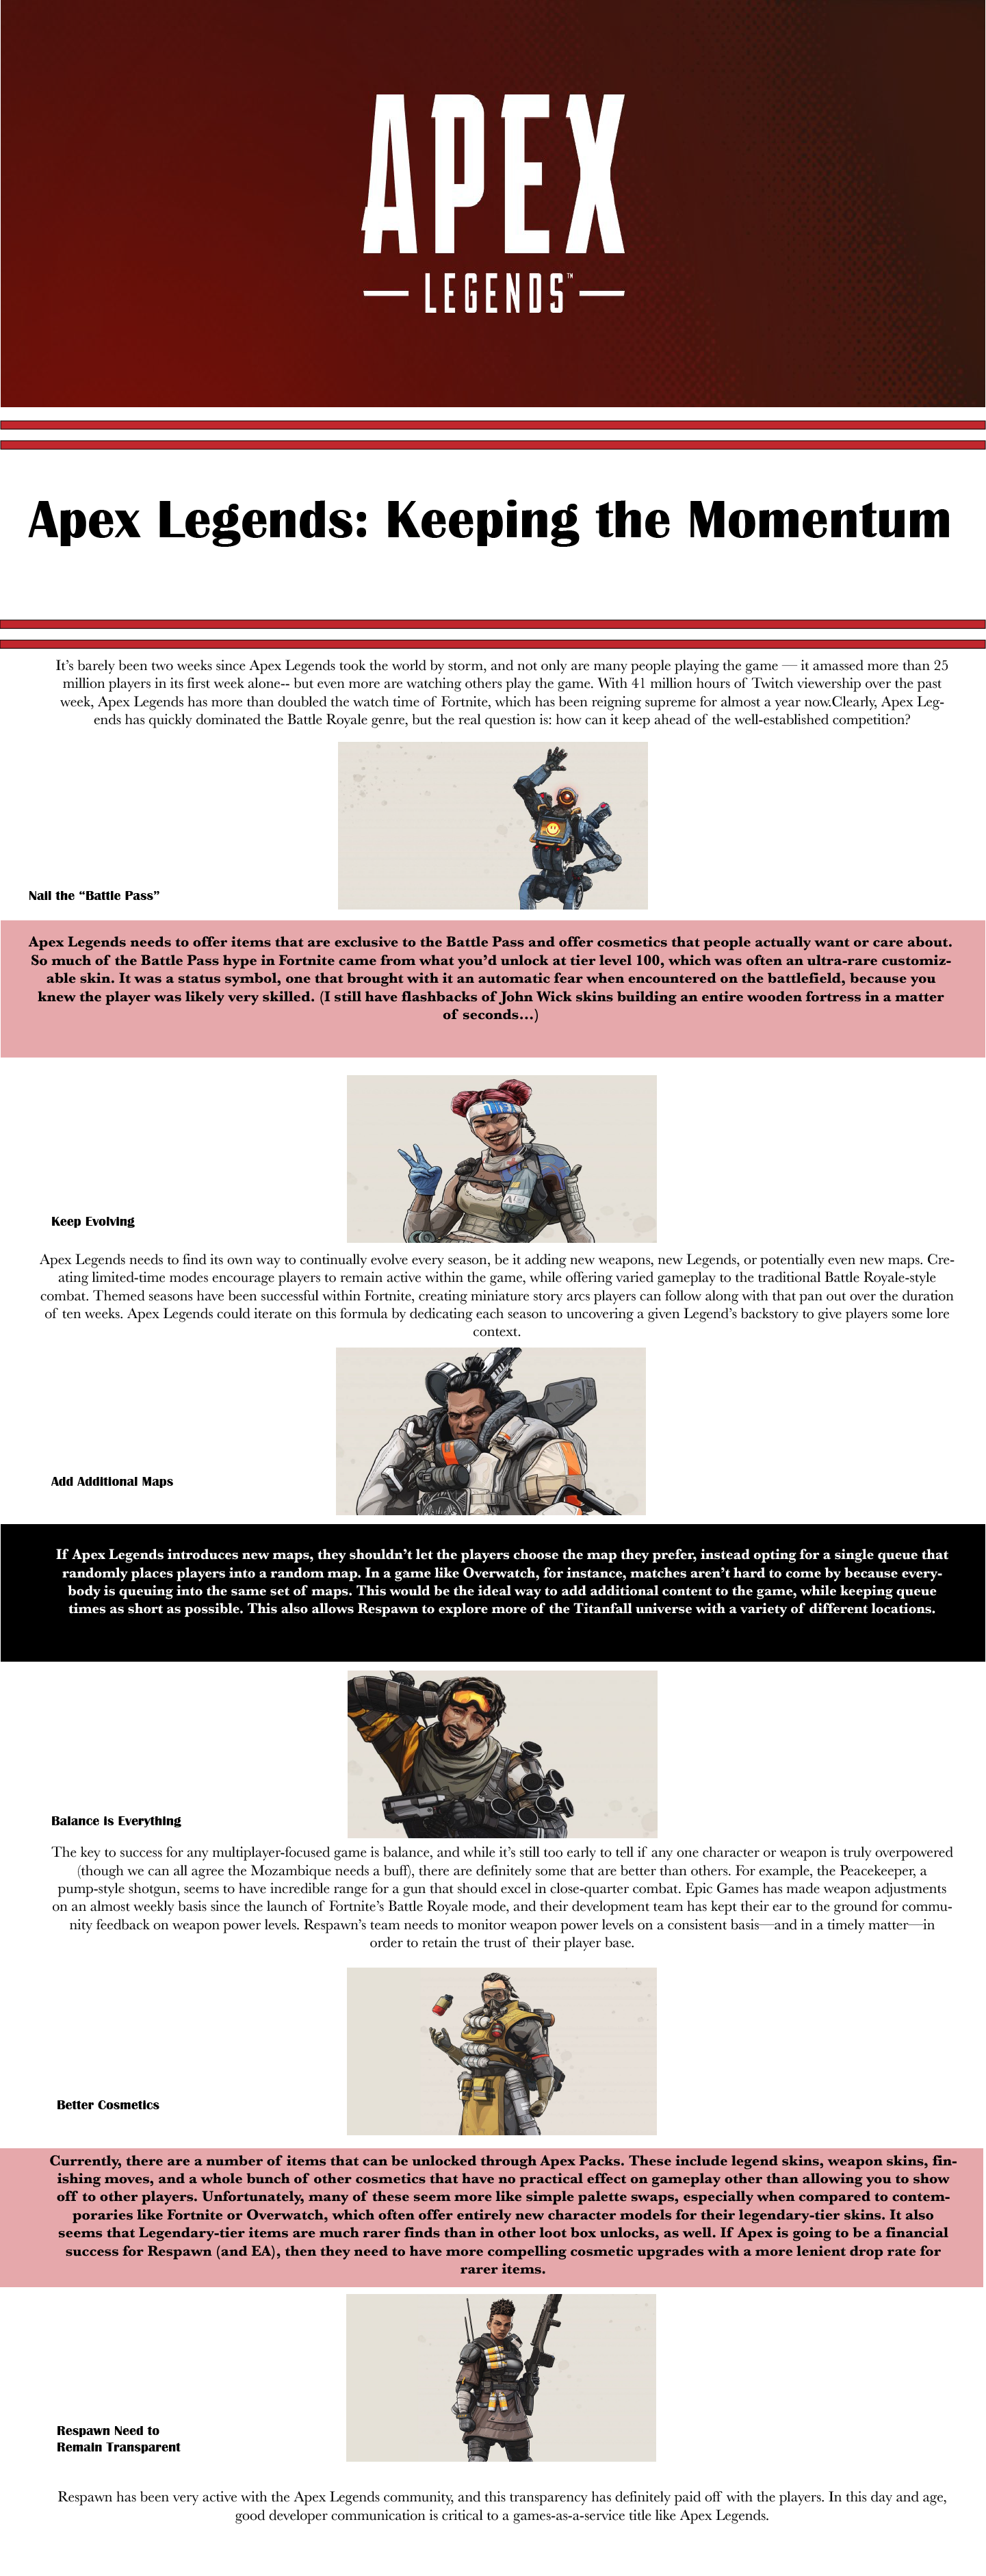 APEX
LEGENDS™
Apex Legends: Keeping the Momentum
It’s barely been two weeks since Apex Legends took the world by storm, and not only are many people playing the game — it amassed more than 25
million players in its first week alone-- but even more are watching others play the game. With 41 million hours of Twitch viewership over the past
week, Apex Legends has more than doubled the watch time of Fortnite, which has been reigning supreme for almost a year now.Clearly, Apex Leg-
ends has quickly dominated the Battle Royale genre, but the real question is: how can it keep ahead of the well-established competition?
Nail the “Battle Pass”
Apex Legends needs to offer items that are exclusive to the Battle Pass and offer cosmetics that people actually want or care about.
So much of the Battle Pass hype in Fortnite came from what you’d unlock at tier level 100, which was often an ultra-rare customiz-
able skin. It was a status symbol, one that brought with it an automatic fear when encountered on the battlefield, because you
knew the player was likely very skilled. (I still have flashbacks of John Wick skins building an entire wooden fortress in a matter
of seconds…)
Keep Evolving
Apex Legends needs to find its own way to continually evolve every season, be it adding new weapons, new Legends, or potentially even new maps. Cre-
ating limited-time modes encourage players to remain active within the game, while offering varied gameplay to the traditional Battle Royale-style
combat. Themed seasons have been successful within Fortnite, creating miniature story arcs players can follow along with that pan out over the duration
of ten weeks. Apex Legends could iterate on this formula by dedicating each season to uncovering a given Legend’s backstory to give players some lore
context.
Add Additional Maps
If Apex Legends introduces new maps, they shouldn’t let the players choose the map they prefer, instead opting for a single queue that
randomly places players into a random map. In a game like Overwatch, for instance, matches aren’t hard to come by because every-
body is queuing into the same set of maps. This would be the ideal way to add additional content to the game, while keeping queue
times as short as possible. This also allows Respawn to explore more of the Titanfall universe with a variety of different locations.
Balance is Everything
The key to success for any multiplayer-focused game is balance, and while it’s still too early to tell if any one character or weapon is truly overpowered
(though we can all agree the Mozambique needs a buff), there are definitely some that are better than others. For example, the Peacekeeper, a
pump-style shotgun, seems to have incredible range for a gun that should excel in close-quarter combat. Epic Games has made weapon adjustments
on an almost weekly basis since the launch of Fortnite’s Battle Royale mode, and their development team has kept their ear to the ground for commu-
nity feedback on weapon power levels. Respawn’s team needs to monitor weapon power levels on a consistent basis—and in a timely matter—in
order to retain the trust of their player base.
Better Cosmetics
Currently, there are a number of items that can be unlocked through Apex Packs. These include legend skins, weapon skins, fin-
ishing moves, and a whole bunch of other cosmetics that have no practical effect on gameplay other than allowing you to show
off to other players. Unfortunately, many of these seem more like simple palette swaps, especially when compared to contem-
poraries like Fortnite or Overwatch, which often offer entirely new character models for their legendary-tier skins. It also
seems that Legendary-tier items are much rarer finds than in other loot box unlocks, as well. If Apex is going to be a financial
success for Respawn (and EA), then they need to have more compelling cosmetic upgrades with a more lenient drop rate for
rarer items.
Respawn Need to
Remain Transparent
Respawn has been very active with the Apex Legends community, and this transparency has definitely paid off with the players. In this day and age,
good developer communication is critical to a games-as-a-service title like Apex Legends.